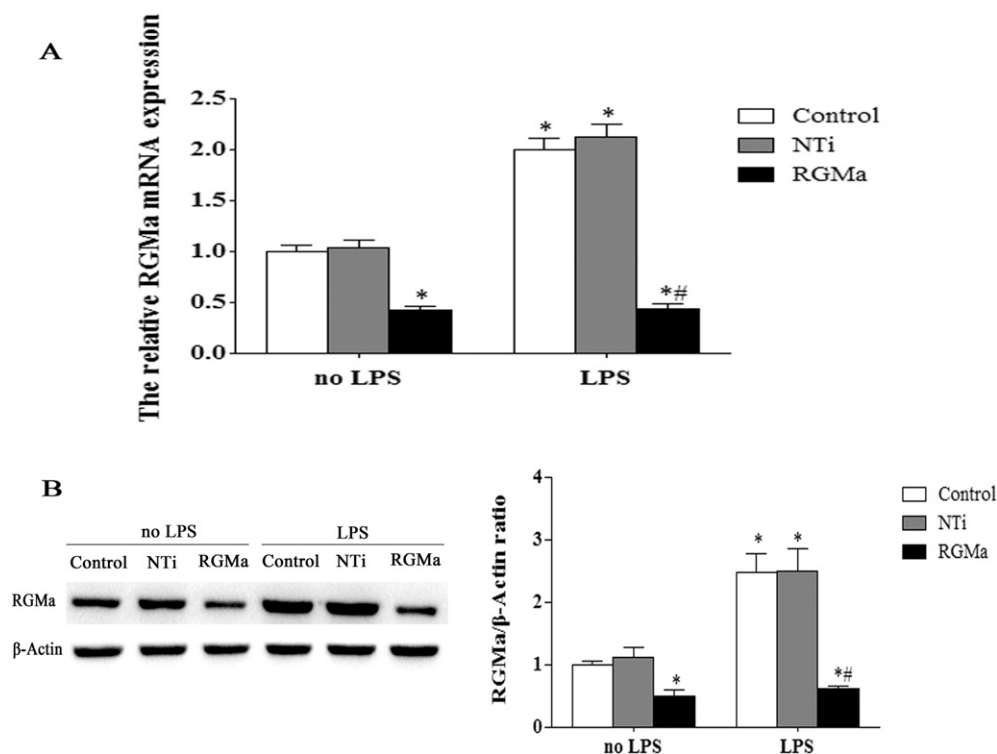 A
The relative RGMa mRNA expression
2.5
2.0
1.5
1.0
0.5
0.0
* * *# *
no LPS LPS
Control
NTi
RGMa
B
no LPS LPS
Control NTi RGMa Control NTi RGMa
RGMa
β-Actin
RGMa/β-Actin ratio
4
3
2
1
0
* * * *#
no LPS LPS
Control
NTi
RGMa